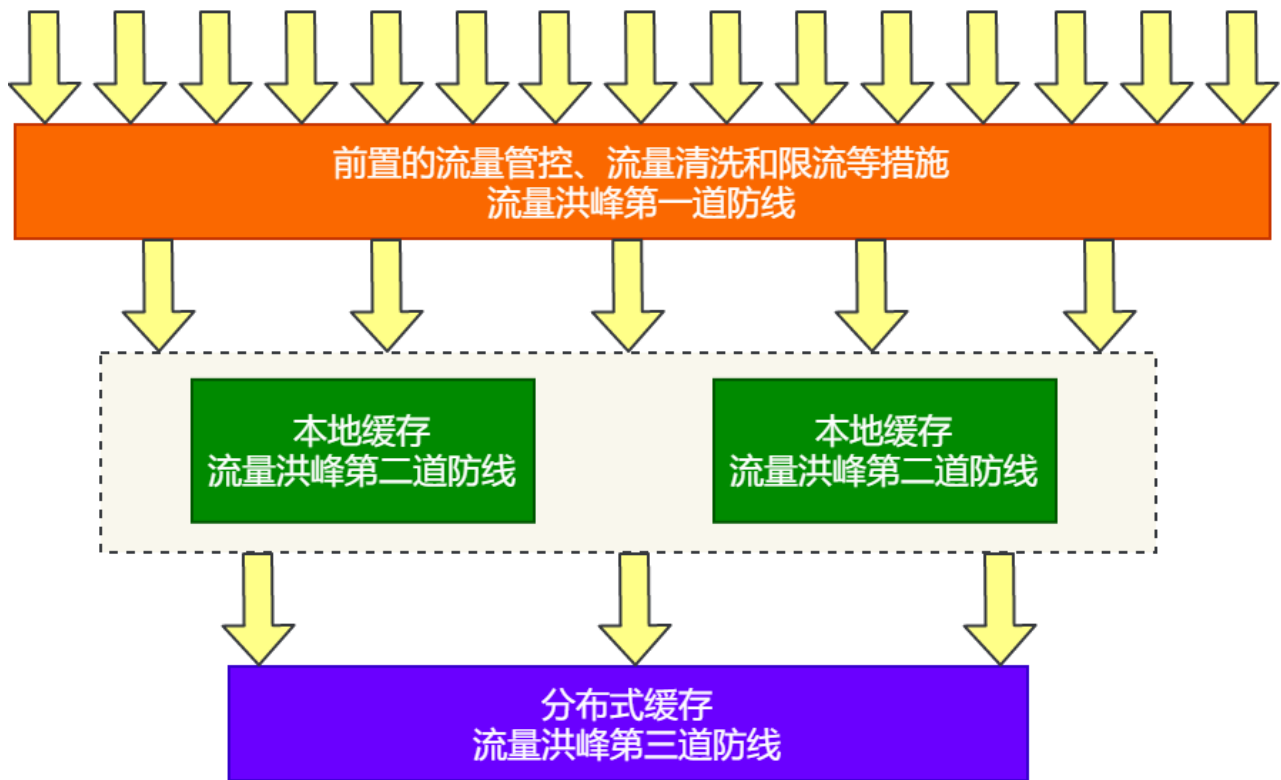 前置的流量管控、流量清洗和限流等措施
流量洪峰第一道防线
本地缓存
流量洪峰第二道防线
本地缓存
流量洪峰第二道防线
分布式缓存
流量洪峰第三道防线